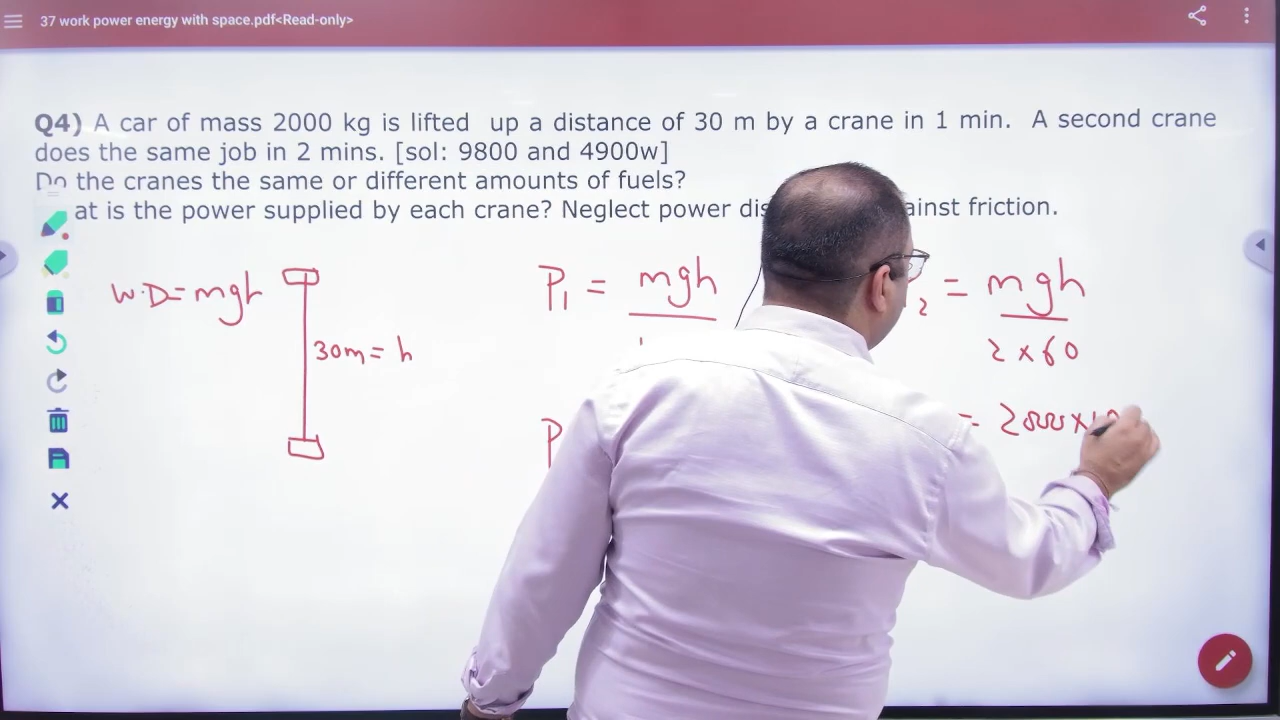 37 work power energy with space.pdf<Read-only>
Q4) A car of mass 2000 kg is lifted up a distance of 30 m by a crane in 1 min. A second crane
does the same job in 2 mins. [sol: 9800 and 4900w]
Do the cranes the same or different amounts of fuels?
at is the power supplied by each crane? Neglect power dis ainst friction.
W.D = mgh
30m = h
P1 = mgh
2 = mgh
2 x 60
P
= 2000 x 10